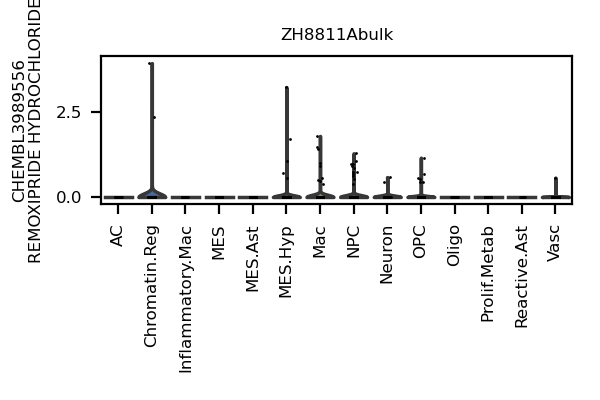 ZH8811Abulk
CHEMBL3989556
REMOXIPRIDE HYDROCHLORIDE
2.5
0.0
AC
Chromatin.Reg
Inflammatory.Mac
MES
MES.Ast
MES.Hyp
Mac
NPC
Neuron
OPC
Oligo
Prolif.Metab
Reactive.Ast
Vasc